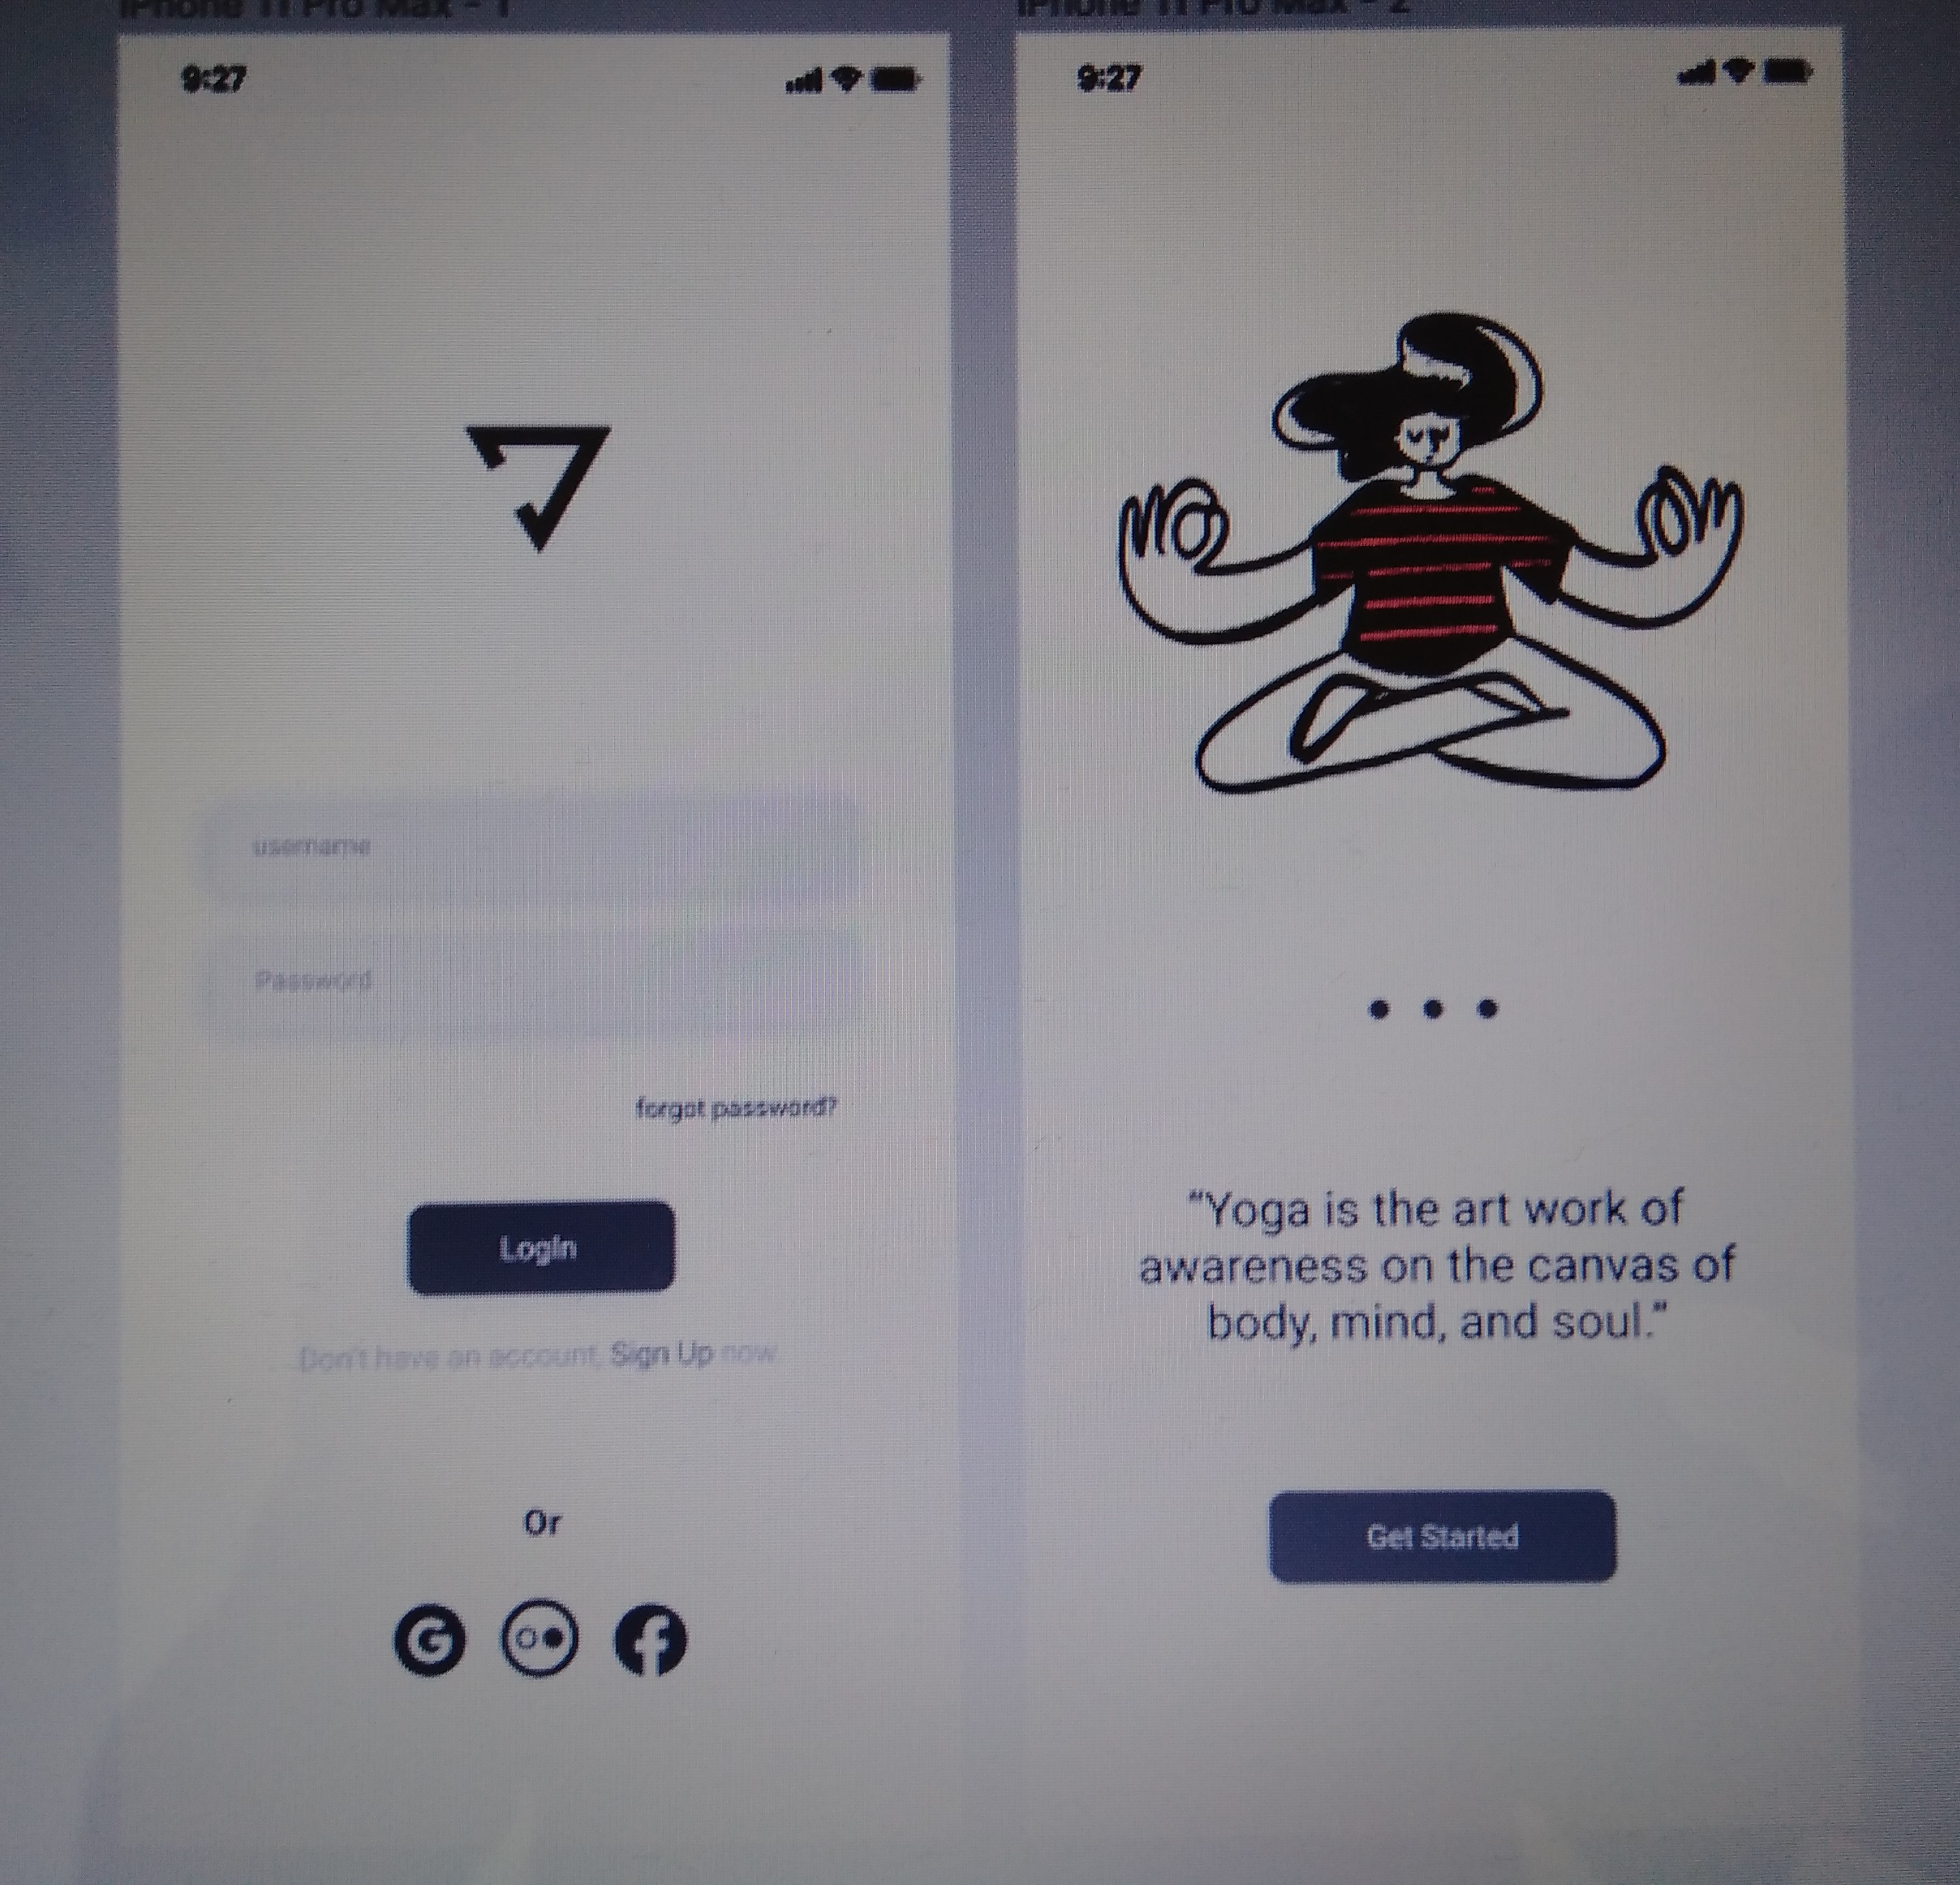 iPhone 11 Pro Max - 1
iPhone 11 Pro Max - 2
9:27
username
Password
forgot password?
LogIn
Don't have an account, Sign Up now
Or
G
f
9:27
"Yoga is the art work of
awareness on the canvas of
body, mind, and soul."
Get Started